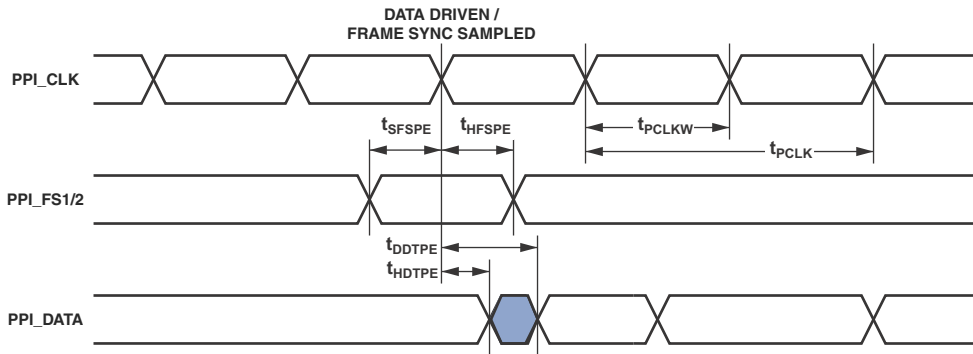 DATA DRIVEN /
FRAME SYNC SAMPLED
PPI_CLK
tSFSPE
tHFSPE
tPCLKW
tPCLK
PPI_FS1/2
tDDTPE
tHDTPE
PPI_DATA